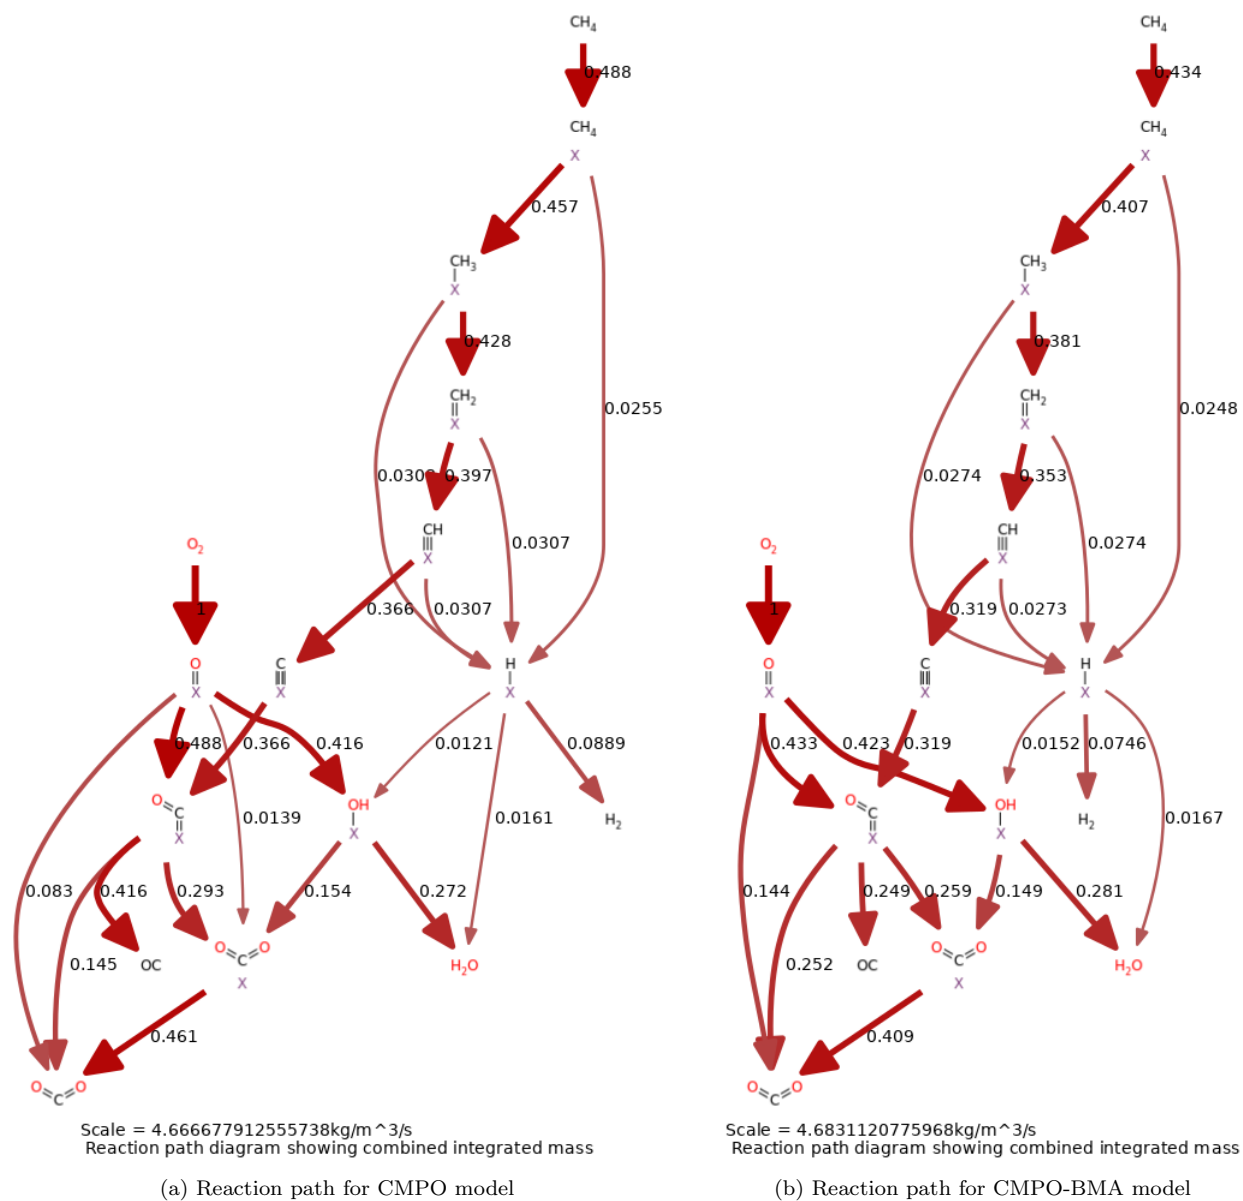 CH4
0.488
CH4
X
0.457
CH3
X
0.428
0.0255
CH2
X
0.397
0.0307
CH
X
O2
1
0.366
0.0307
O
X
C
X
H
X
0.488
0.366
0.416
0.0121
0.0889
O
C
X
0.0139
OH
X
0.0161
H2
0.083
0.416
0.293
0.154
0.272
0.145
OC
O
C
O
X
H2O
0.461
O
C
O
Scale = 4.666677912555738kg/m^3/s
Reaction path diagram showing combined integrated mass
(a) Reaction path for CMPO model
CH4
0.434
CH4
X
0.407
CH3
X
0.381
0.0248
CH2
X
0.0274
0.353
0.0274
CH
X
O2
1
0.319
0.0273
O
X
C
X
H
X
0.433
0.423
0.319
0.0152
0.0746
O
C
X
OH
X
H2
0.0167
0.144
0.249
0.259
0.149
0.281
0.252
OC
O
C
O
X
H2O
0.409
O
C
O
Scale = 4.6831120775968kg/m^3/s
Reaction path diagram showing combined integrated mass
(b) Reaction path for CMPO-BMA model